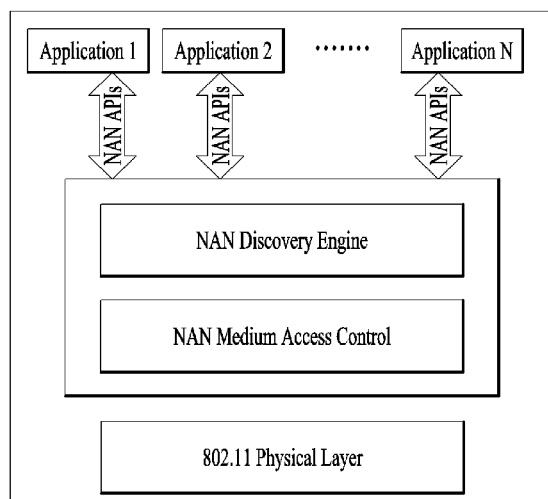 Application 1 Application 2 ....... Application N
NAN APIs NAN APIs NAN APIs
NAN Discovery Engine
NAN Medium Access Control
802.11 Physical Layer